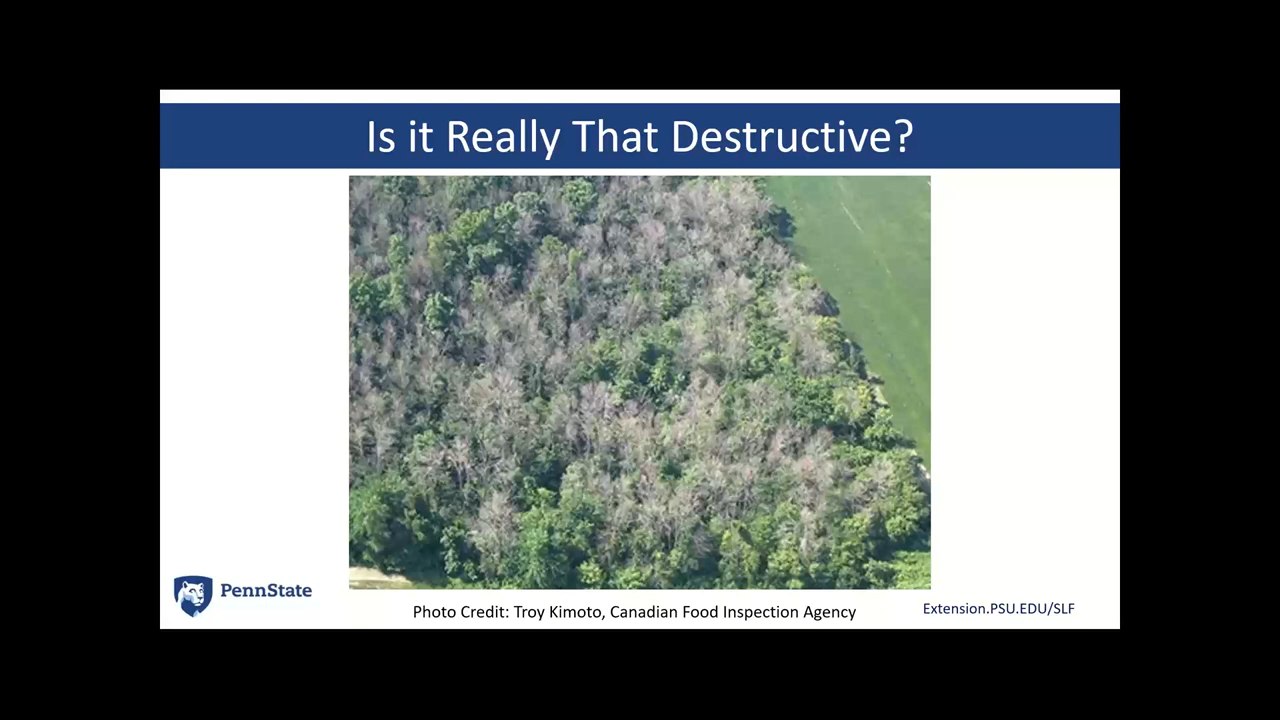 Is it Really That Destructive?
PennState
Photo Credit: Troy Kimoto, Canadian Food Inspection Agency
Extension.PSU.EDU/SLF